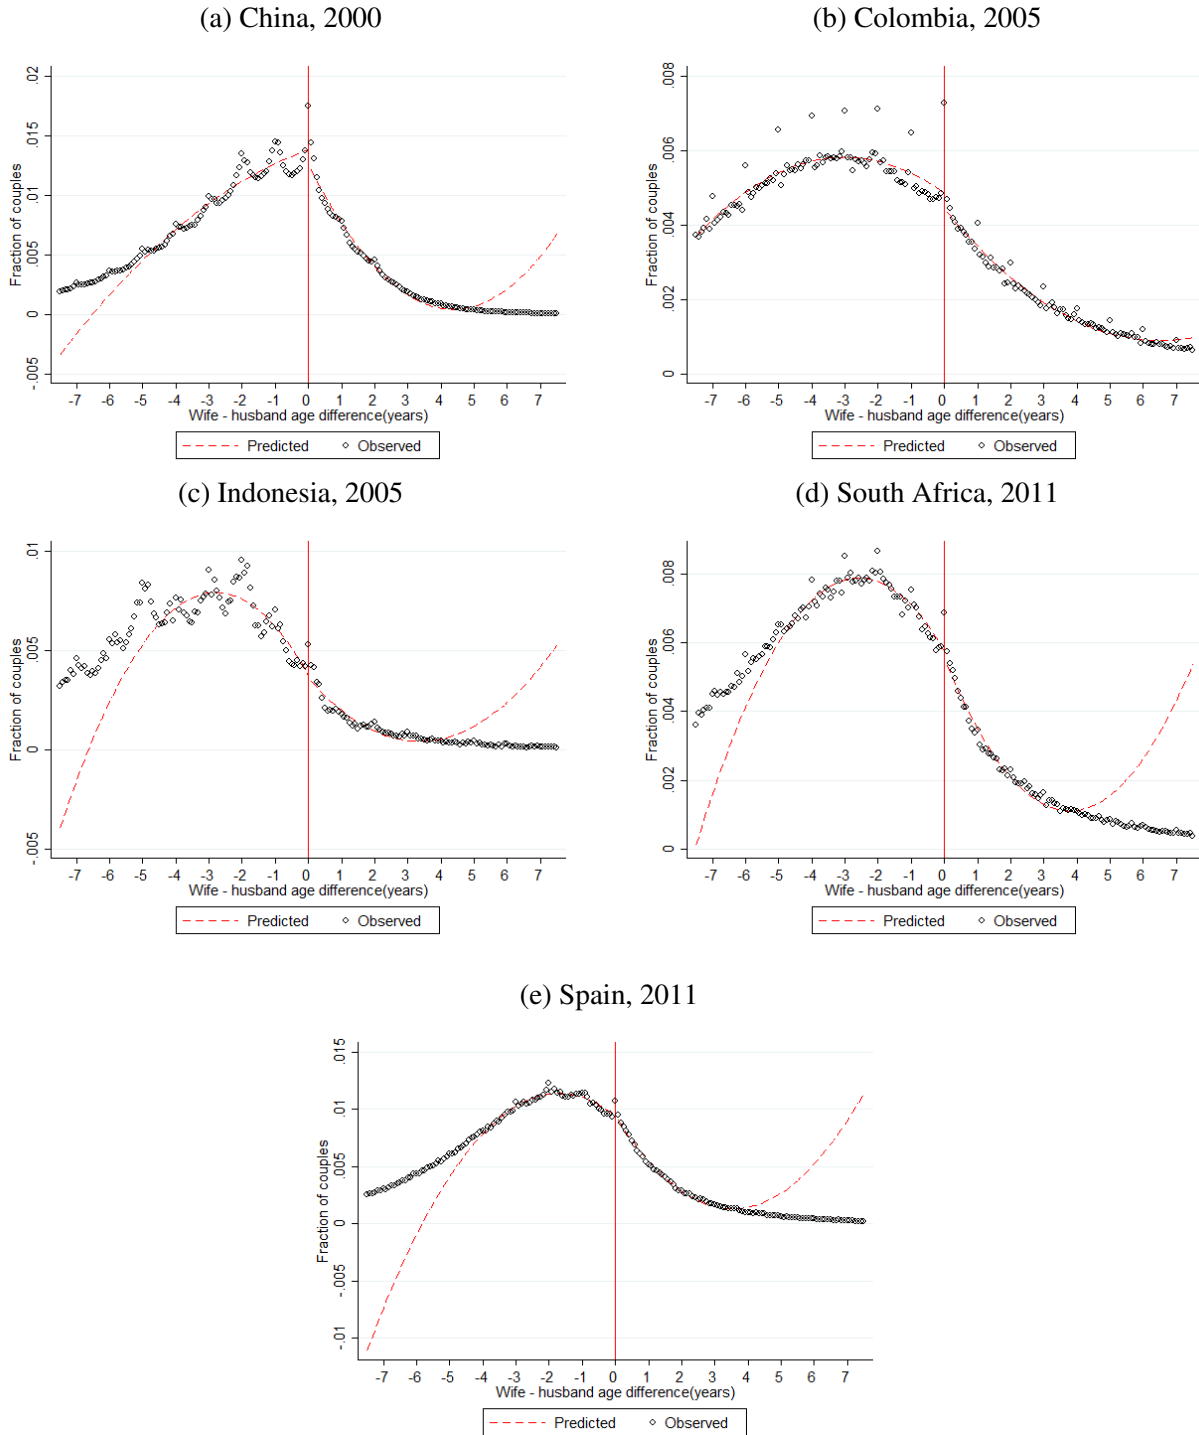 (a) China, 2000
Fraction of couples
-.005 0 .005 .01 .015 .02
-7 -6 -5 -4 -3 -2 -1 0 1 2 3 4 5 6 7
Wife - husband age difference(years)
Predicted Observed
(b) Colombia, 2005
Fraction of couples
0 .002 .004 .006 .008
-7 -6 -5 -4 -3 -2 -1 0 1 2 3 4 5 6 7
Wife - husband age difference(years)
Predicted Observed
(c) Indonesia, 2005
Fraction of couples
-.005 0 .005 .01
-7 -6 -5 -4 -3 -2 -1 0 1 2 3 4 5 6 7
Wife - husband age difference(years)
Predicted Observed
(d) South Africa, 2011
Fraction of couples
0 .002 .004 .006 .008
-7 -6 -5 -4 -3 -2 -1 0 1 2 3 4 5 6 7
Wife - husband age difference(years)
Predicted Observed
(e) Spain, 2011
Fraction of couples
-.01 -.005 0 .005 .01 .015
-7 -6 -5 -4 -3 -2 -1 0 1 2 3 4 5 6 7
Wife - husband age difference(years)
Predicted Observed